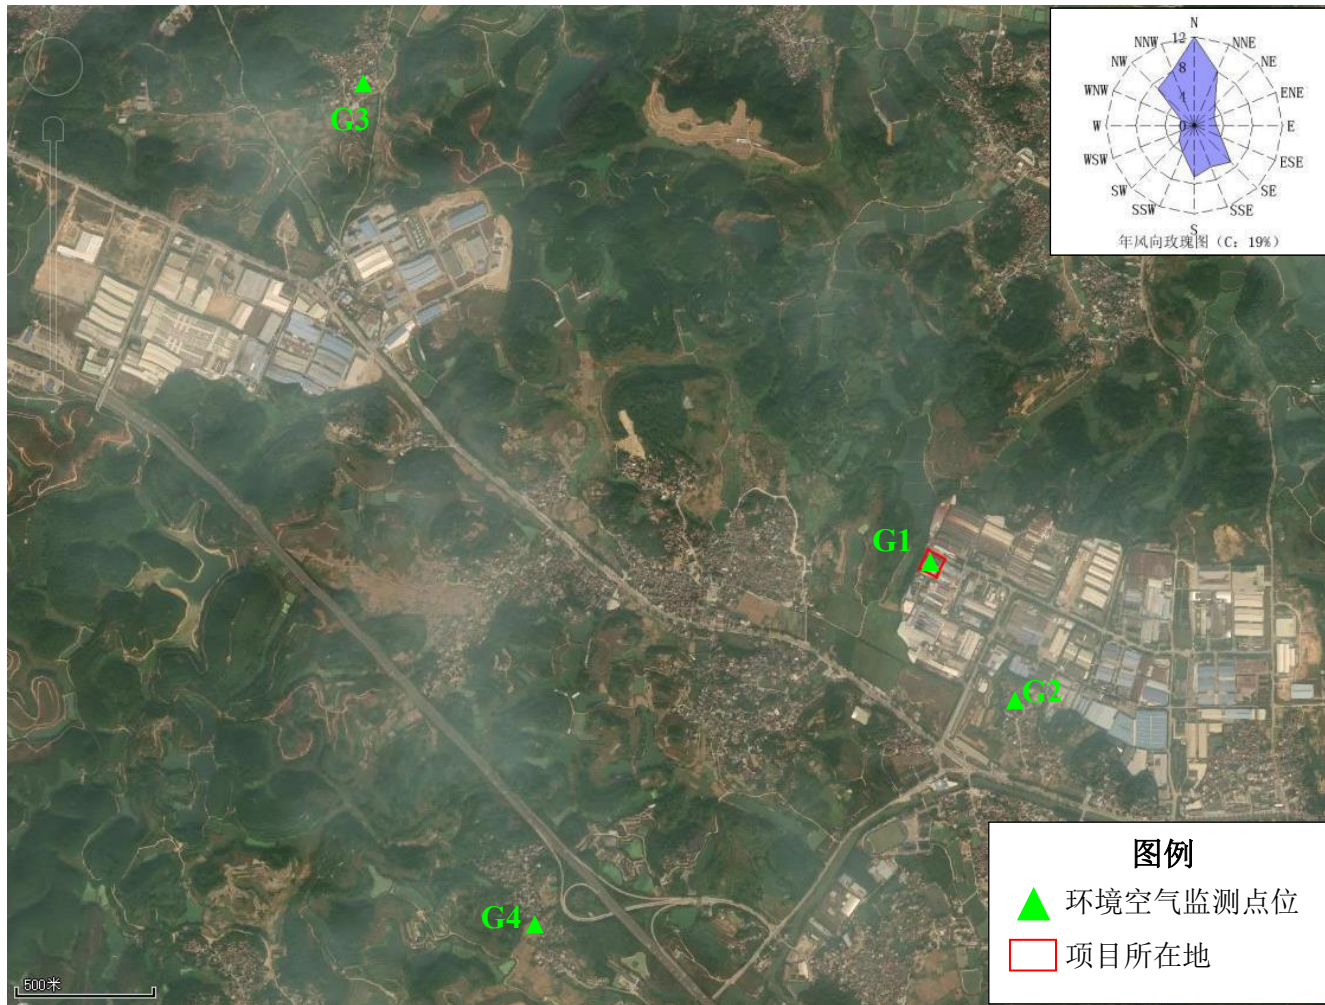 N
NNW
12
NNE
NW
8
NE
WNW
4
ENE
W
0
E
WSW
ESE
SW
SE
SSW
SSE
S
年风向玫瑰图（C：19%）
G3
G1
G2
G4
图例
环境空气监测点位
项目所在地
500米